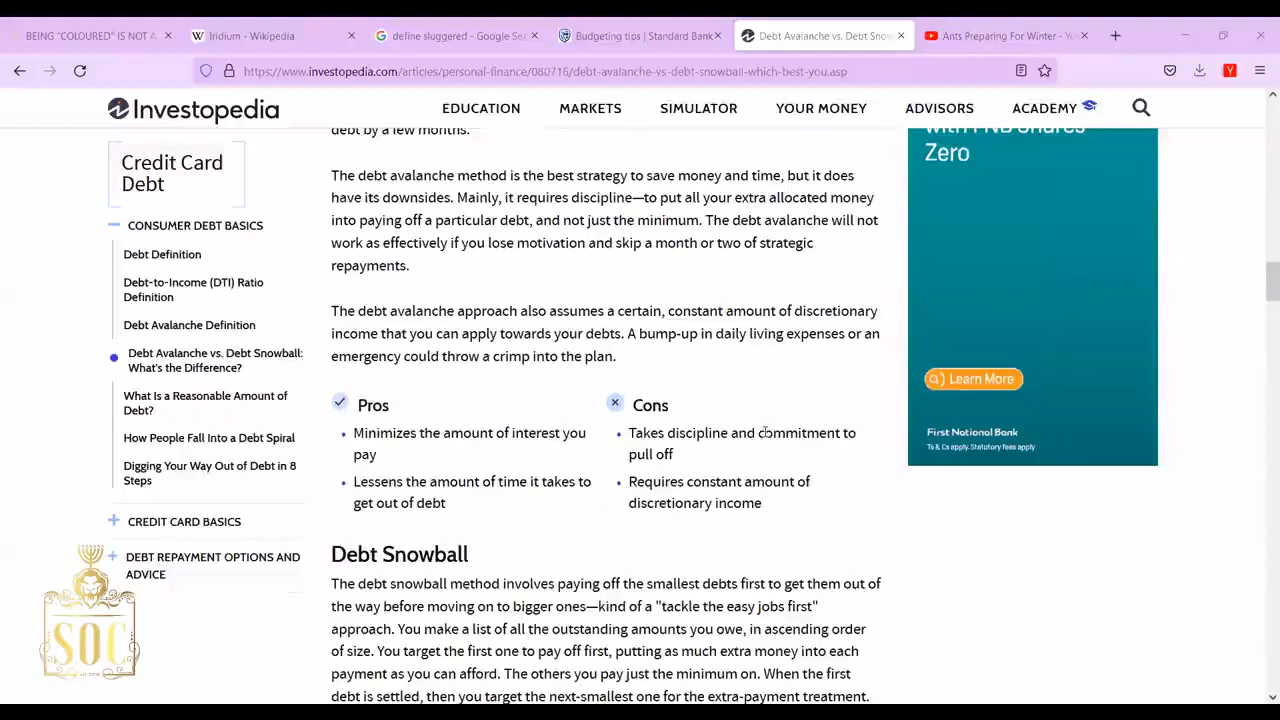 BEING "COLOURED" IS NOT A
Iridium - Wikipedia
define sluggered - Google Sea
Budgeting tips | Standard Bank
Debt Avalanche vs. Debt Snow
Ants Preparing For Winter - Yo
https://www.investopedia.com/articles/personal-finance/080716/debt-avalanche-vs-debt-snowball-which-best-you.asp
Investopedia
EDUCATION MARKETS SIMULATOR YOUR MONEY ADVISORS ACADEMY
Credit Card
Debt
CONSUMER DEBT BASICS
Debt Definition
Debt-to-Income (DTI) Ratio
Definition
Debt Avalanche Definition
Debt Avalanche vs. Debt Snowball:
What's the Difference?
What Is a Reasonable Amount of
Debt?
How People Fall Into a Debt Spiral
Digging Your Way Out of Debt in 8
Steps
CREDIT CARD BASICS
DEBT REPAYMENT OPTIONS AND
ADVICE
debt by a few months.
The debt avalanche method is the best strategy to save money and time, but it does
have its downsides. Mainly, it requires discipline—to put all your extra allocated money
into paying off a particular debt, and not just the minimum. The debt avalanche will not
work as effectively if you lose motivation and skip a month or two of strategic
repayments.
The debt avalanche approach also assumes a certain, constant amount of discretionary
income that you can apply towards your debts. A bump-up in daily living expenses or an
emergency could throw a crimp into the plan.
Pros
Minimizes the amount of interest you
pay
Lessens the amount of time it takes to
get out of debt
Cons
Takes discipline and commitment to
pull off
Requires constant amount of
discretionary income
Debt Snowball
The debt snowball method involves paying off the smallest debts first to get them out of
the way before moving on to bigger ones—kind of a "tackle the easy jobs first"
approach. You make a list of all the outstanding amounts you owe, in ascending order
of size. You target the first one to pay off first, putting as much extra money into each
payment as you can afford. The others you pay just the minimum on. When the first
debt is settled, then you target the next-smallest one for the extra-payment treatment.
with FNB Shares
Zero
Learn More
First National Bank
Ts & Cs apply. Statutory fees apply
SOC